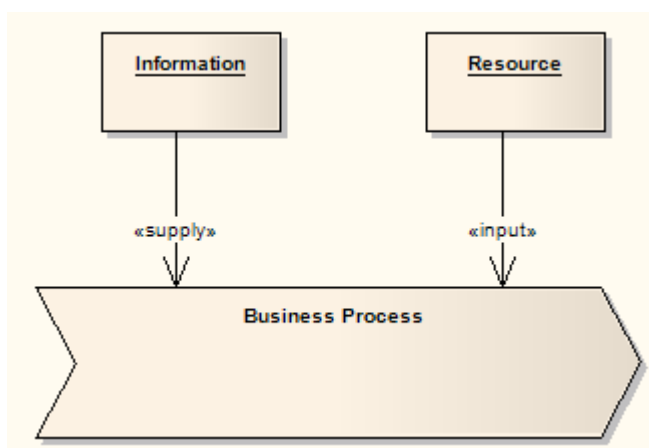 Information
Resource
«supply»
«input»
Business Process